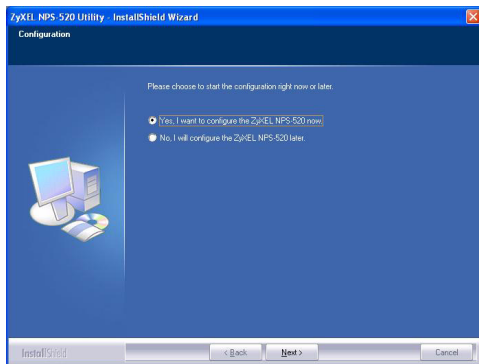 ZyXEL NPS-520 Utility - InstallShield Wizard
Configuration
Please choose to start the configuration right now or later.
Yes, I want to configure the ZyXEL NPS-520 now.
No, I will configure the ZyXEL NPS-520 later.
InstallShield
< Back
Next >
Cancel